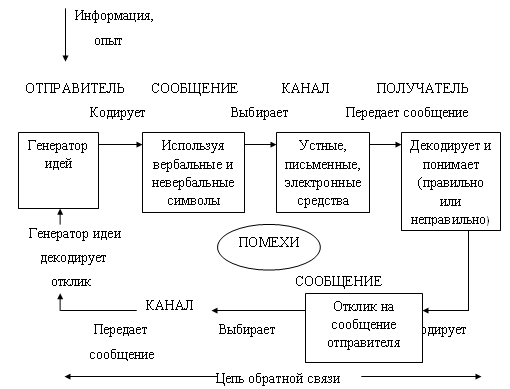 Информация,
опыт
ОТПРАВИТЕЛЬ СООБЩЕНИЕ КАНАЛ ПОЛУЧАТЕЛЬ
Кодирует Выбирает Передает сообщение
Генератор
идей
Используя
вербальные и
невербальные
символы
Устные,
письменные,
электронные
средства
Декодирует и
понимает
(правильно
или
неправильно)
Генератор идеи
декодирует
отклик
ПОМЕХИ
СООБЩЕНИЕ
КАНАЛ
Отклик на
сообщение
отправителя
Передает
сообщение
Выбирает
одирует
Цепь обратной связи